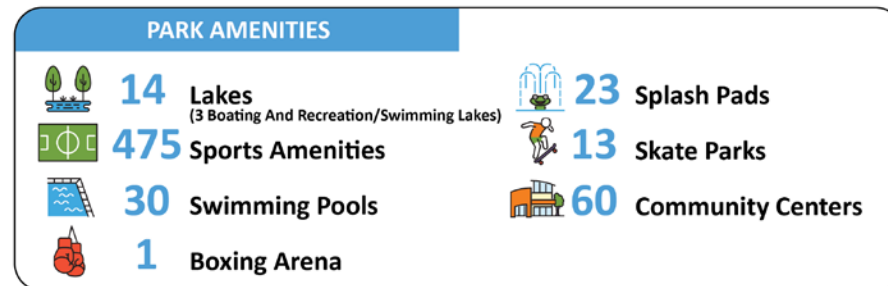 PARK AMENITIES
14 Lakes
(3 Boating And Recreation/Swimming Lakes)
475 Sports Amenities
30 Swimming Pools
1 Boxing Arena
23 Splash Pads
13 Skate Parks
60 Community Centers